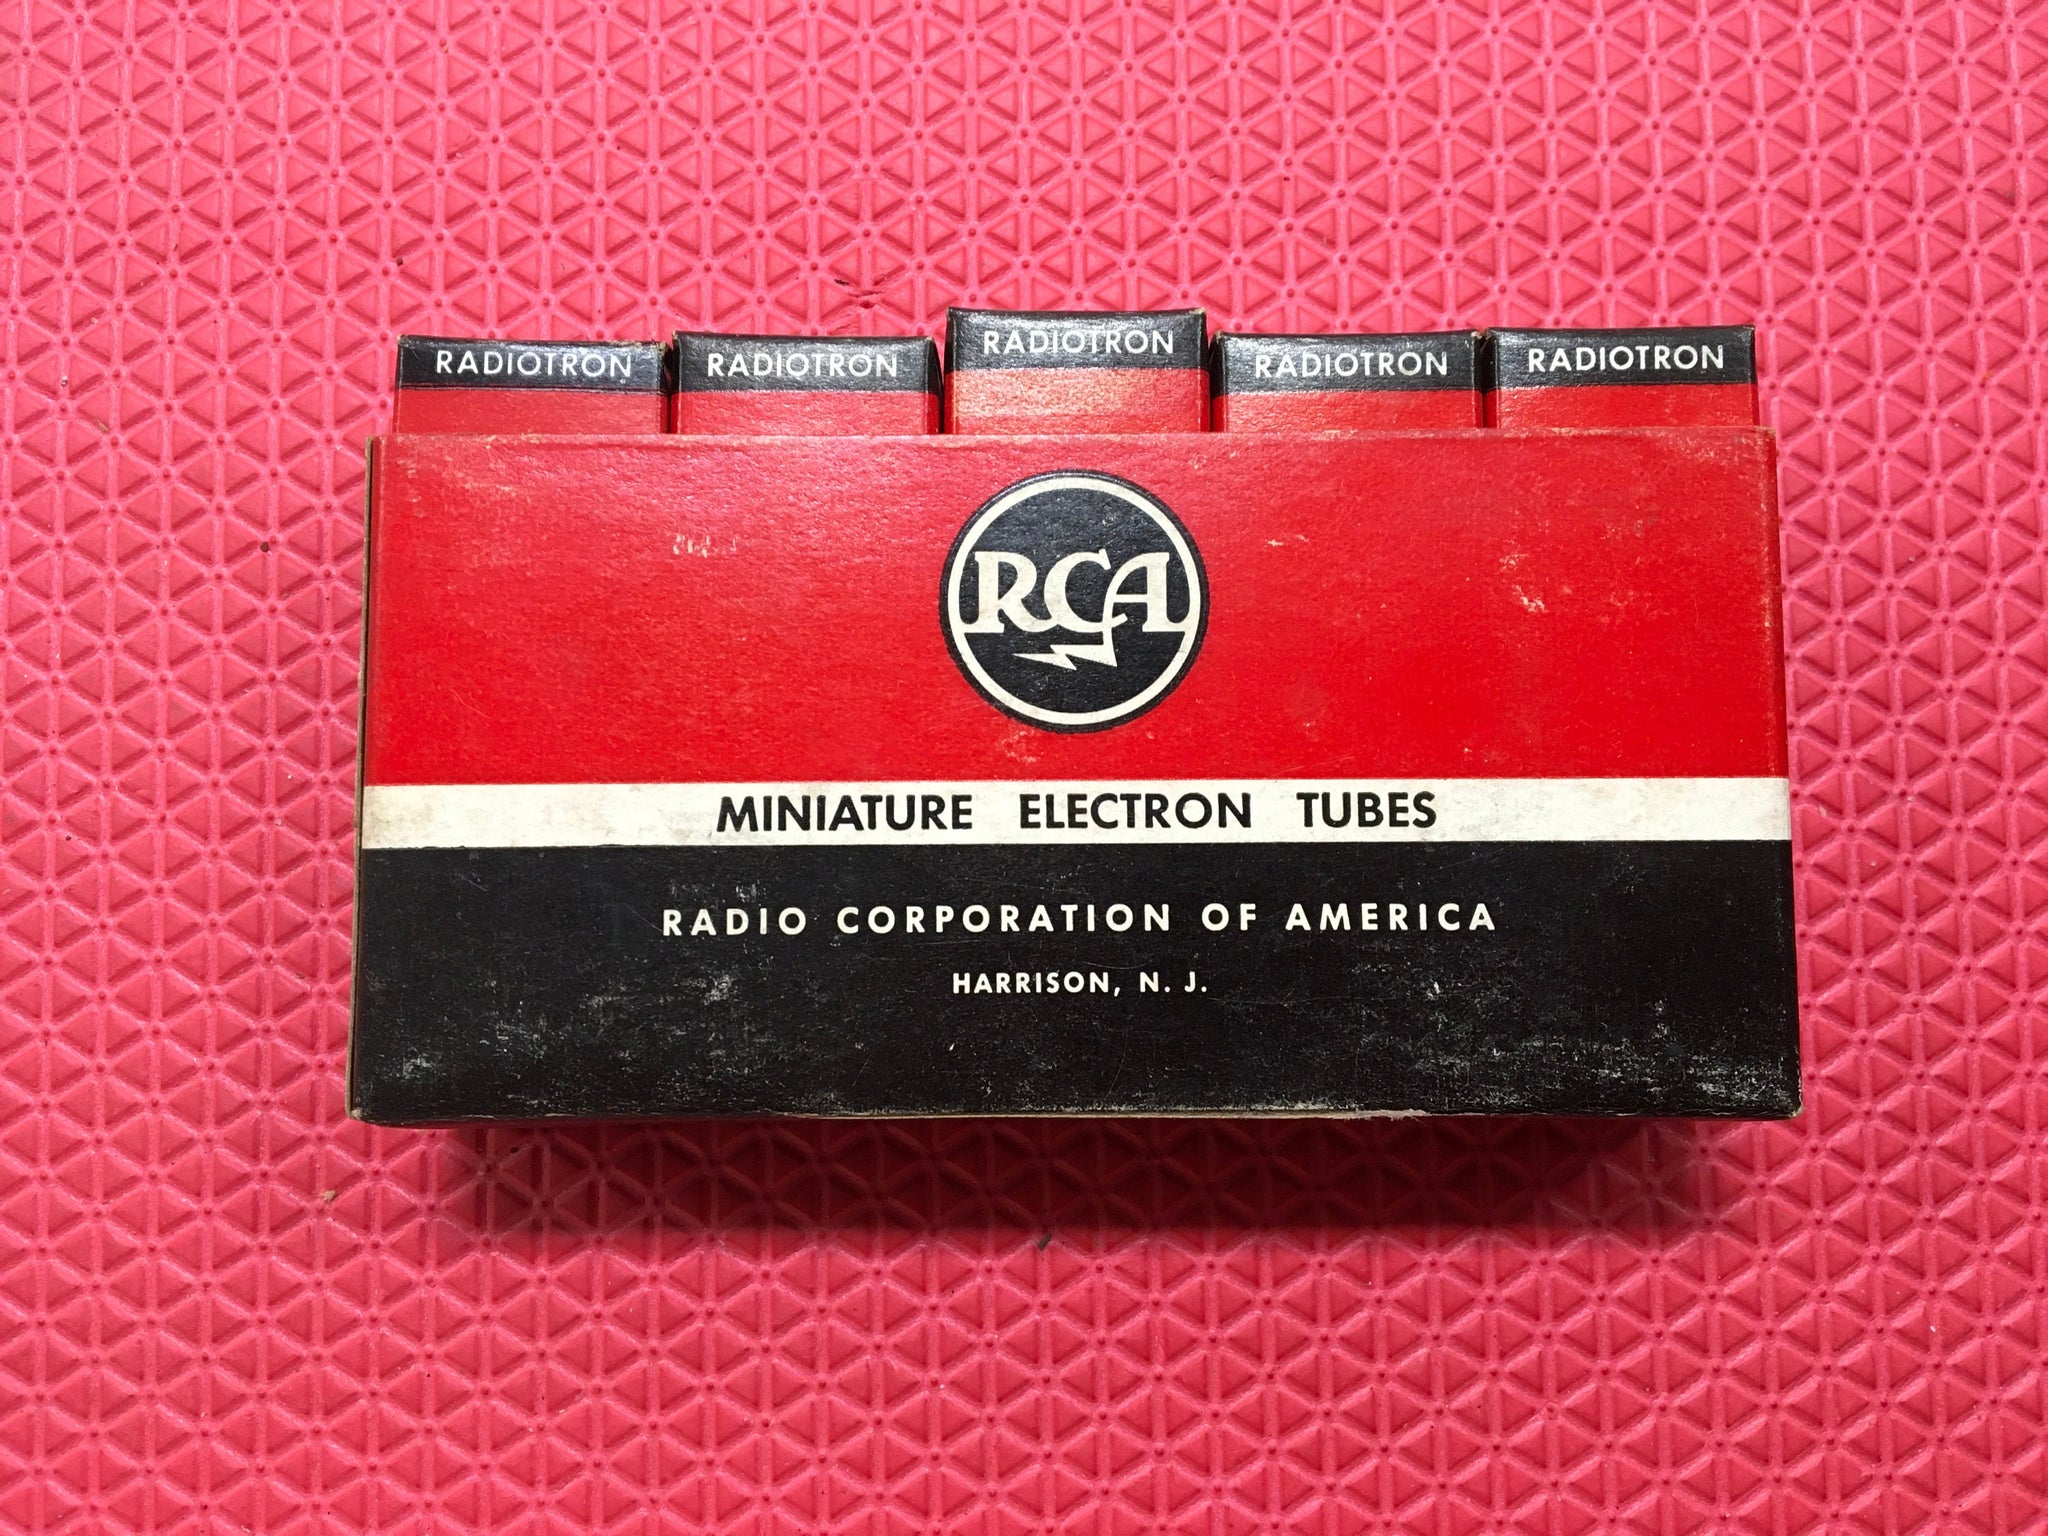 RADIOTRON RADIOTRON RADIOTRON RADIOTRON RADIOTRON
RCA
MINIATURE ELECTRON TUBES
RADIO CORPORATION OF AMERICA
HARRISON, N. J.